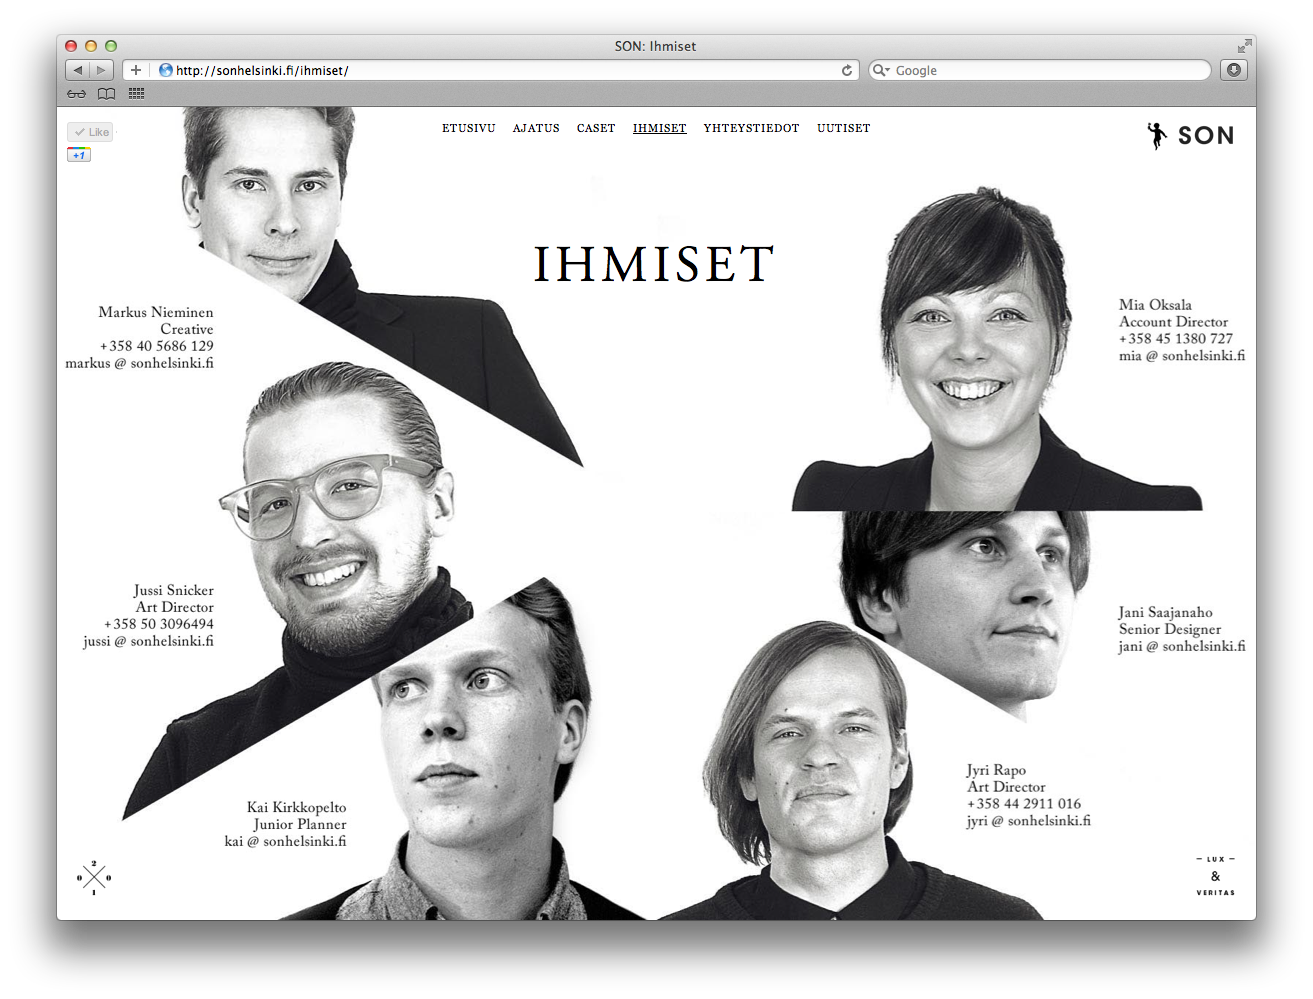 SON: Ihmiset
http://sonhelsinki.fi/ihmiset/
Google
Like
+1
ETUSIVU AJATUS CASET IHMISET YHTEYSTIEDOT UUTISET
SON
IHMISET
Markus Nieminen
Creative
+358 40 5686 129
markus @ sonhelsinki.fi
Mia Oksala
Account Director
+358 45 1380 727
mia @ sonhelsinki.fi
Jussi Snicker
Art Director
+358 50 3096494
jussi @ sonhelsinki.fi
Jani Saajanaho
Senior Designer
jani @ sonhelsinki.fi
Jyri Rapo
Art Director
+358 44 2911 016
jyri @ sonhelsinki.fi
Kai Kirkkopelto
Junior Planner
kai @ sonhelsinki.fi
2
0 0
1
– LUX –
&
VERITAS